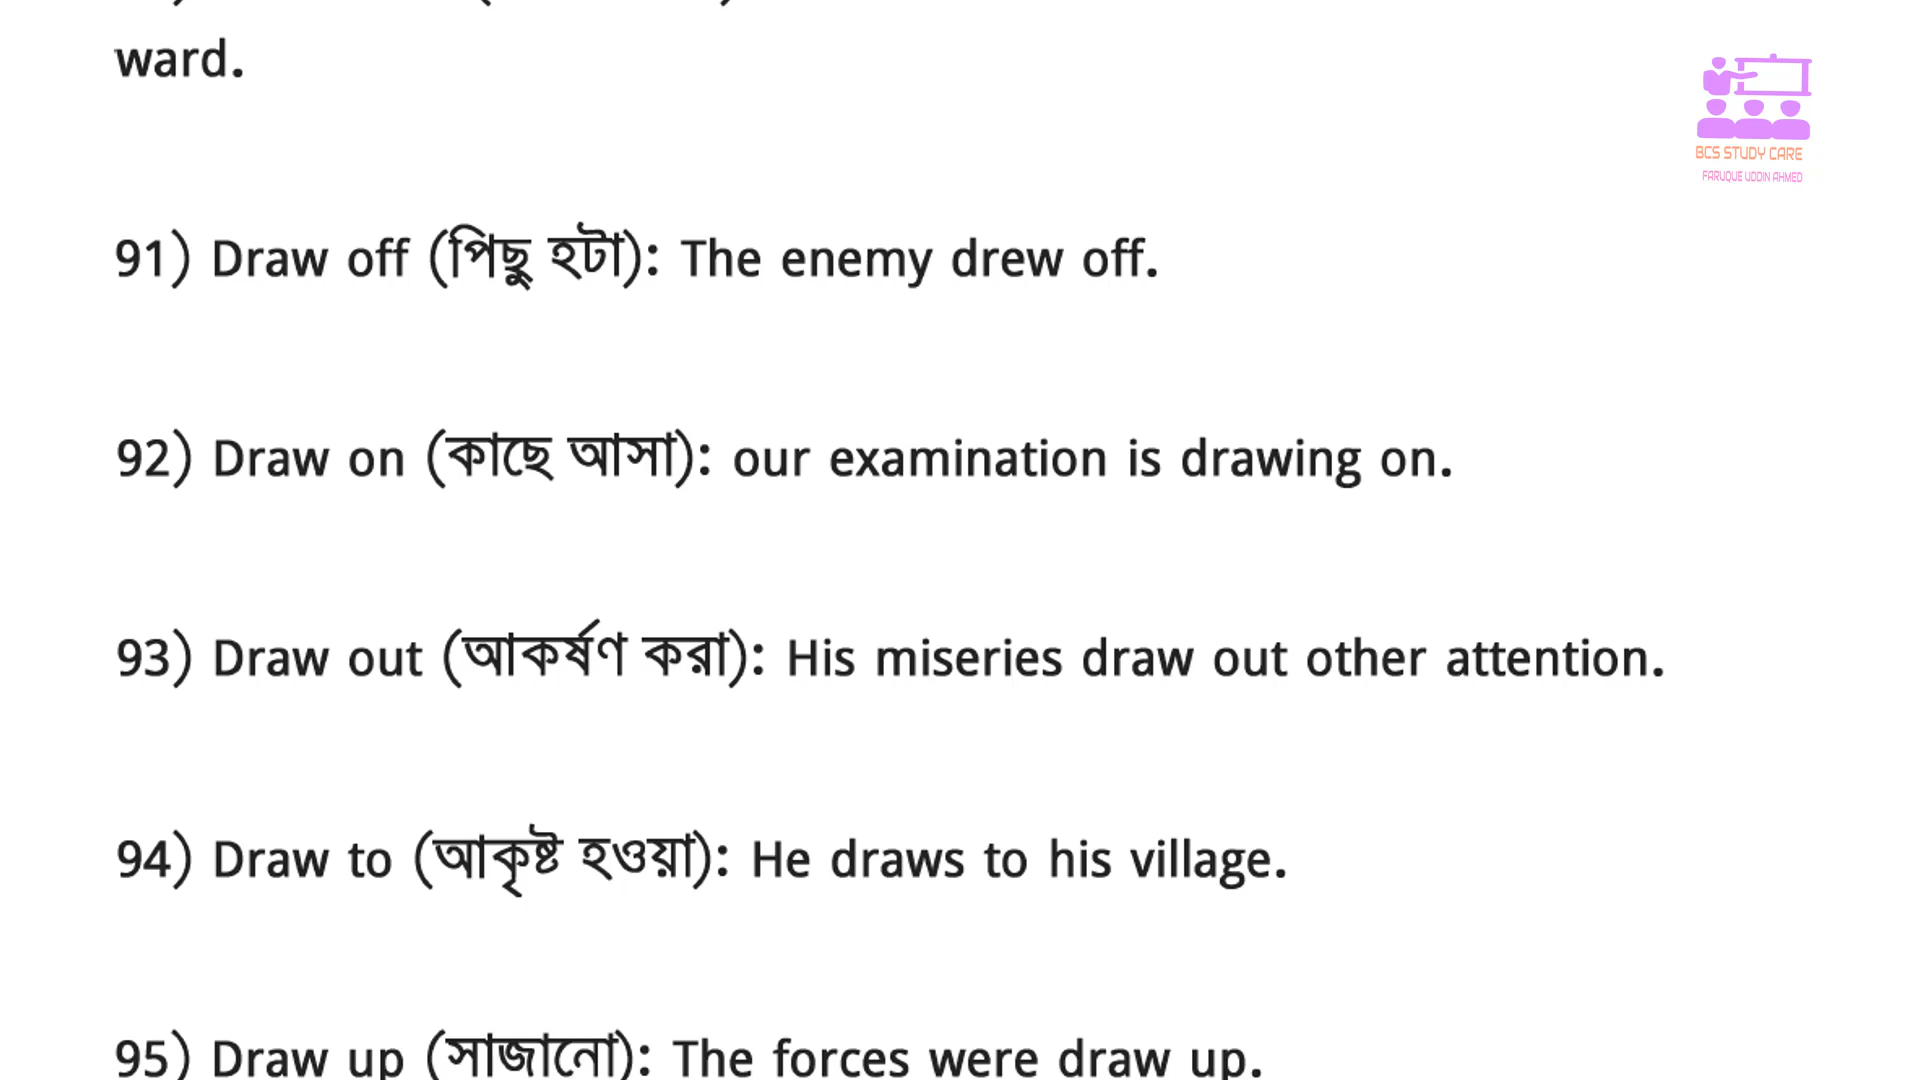 ward.
BCS STUDY CARE
FARUQUE UDDIN AHMED
91) Draw off (পিছু হটা): The enemy drew off.
92) Draw on (কাছে আসা): our examination is drawing on.
93) Draw out (আকর্ষণ করা): His miseries draw out other attention.
94) Draw to (আকৃষ্ট হওয়া): He draws to his village.
95) Draw up (সাজানো): The forces were draw up.